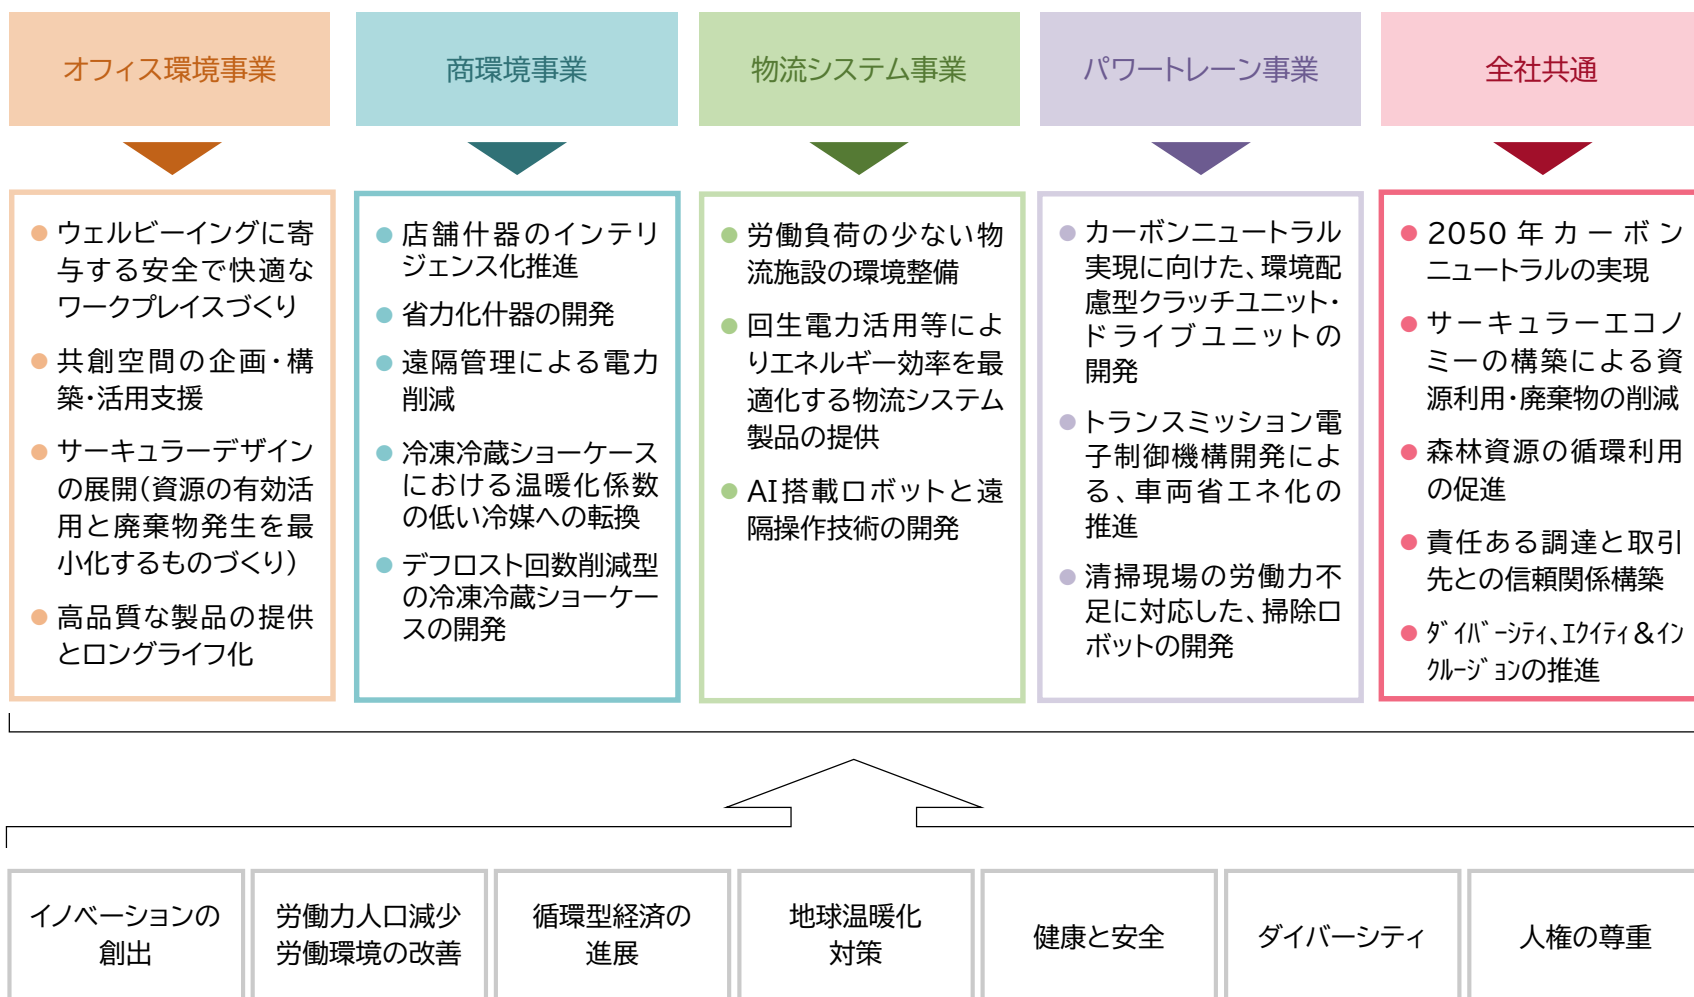 オフィス環境事業
商環境事業
物流システム事業
パワートレーン事業
全社共通
ウェルビーイングに寄
与する安全で快適な
ワークプレイスづくり
共創空間の企画・構
築・活用支援
サーキュラーデザイン
の展開(資源の有効活
用と廃棄物発生を最
小化するものづくり)
高品質な製品の提供
とロングライフ化
店舗什器のインテリ
ジェンス化推進
省力化什器の開発
遠隔管理による電力
削減
冷凍冷蔵ショーケース
における温暖化係数
の低い冷媒への転換
デフロスト回数削減型
の冷凍冷蔵ショーケー
スの開発
労働負荷の少ない物
流施設の環境整備
回生電力活用等によ
りエネルギー効率を最
適化する物流システム
製品の提供
AI搭載ロボットと遠
隔操作技術の開発
カーボンニュートラル
実現に向けた、環境配
慮型クラッチユニット・
ドライブユニットの
開発
トランスミッション電
子制御機構開発によ
る、車両省エネ化の
推進
清掃現場の労働力不
足に対応した、掃除ロ
ボットの開発
2050年カーボン
ニュートラルの実現
サーキュラーエコノ
ミーの構築による資
源利用・廃棄物の削減
森林資源の循環利用
の促進
責任ある調達と取引
先との信頼関係構築
ダイバーシティ、エクイティ&イン
クルージョンの推進
イノベーションの
創出
労働力人口減少
労働環境の改善
循環型経済の
進展
地球温暖化
対策
健康と安全
ダイバーシティ
人権の尊重